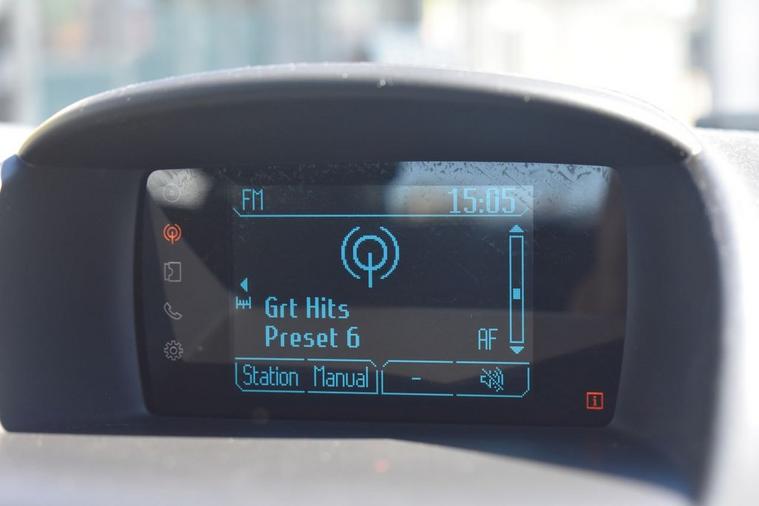 FM 15:05
Grt Hits
Preset 6 AF
Station Manual -
i